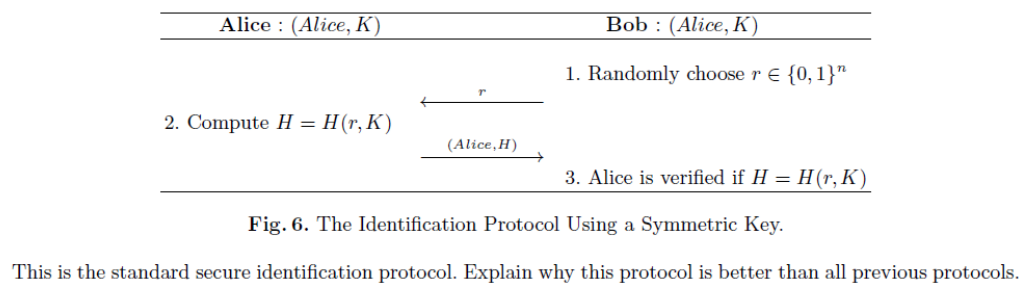 Alice : (Alice, K) Bob : (Alice, K)
1. Randomly choose r ∈ {0, 1}ⁿ
r
2. Compute H = H(r, K)
(Alice,H)
3. Alice is verified if H = H(r, K)
Fig. 6. The Identification Protocol Using a Symmetric Key.
This is the standard secure identification protocol. Explain why this protocol is better than all previous protocols.